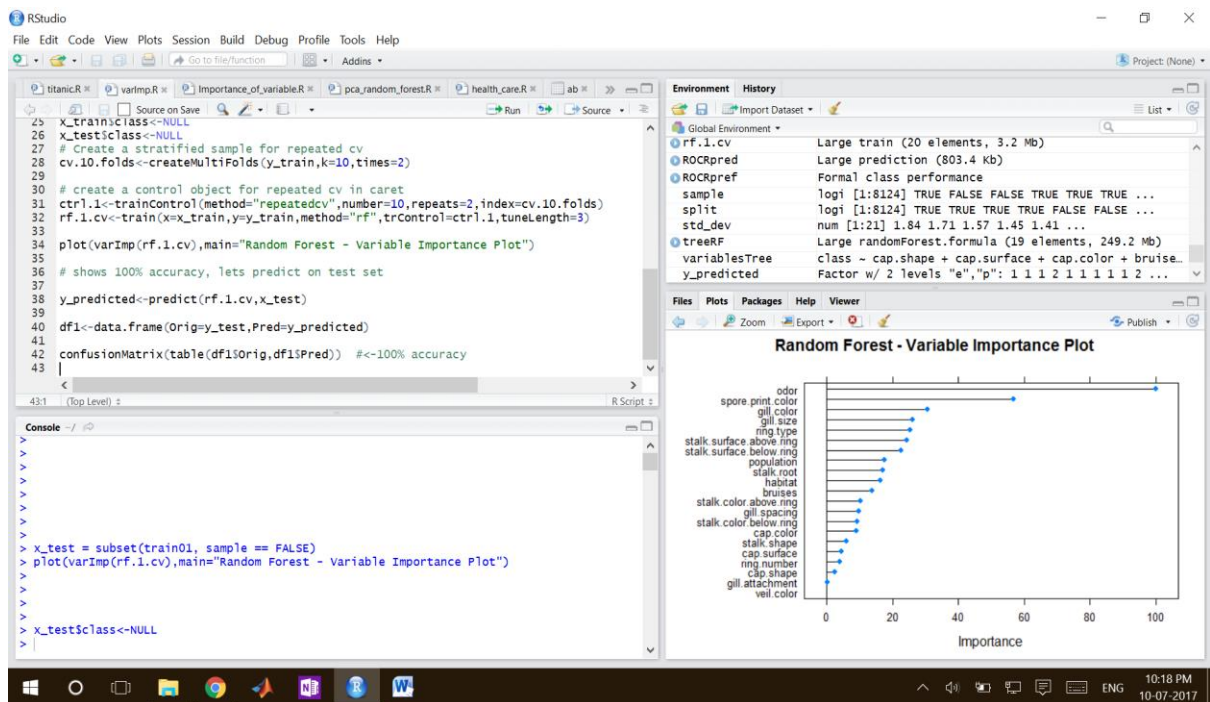 RStudio
File Edit Code View Plots Session Build Debug Profile Tools Help
Go to file/function Addins Project: (None)
titanic.R varImp.R Importance_of_variable.R pca_random_forest.R health_care.R ab
Source on Save Run Source
25 x_train$class<-NULL
26 x_test$class<-NULL
27 # Create a stratified sample for repeated cv
28 cv.10.folds<-createMultiFolds(y_train,k=10,times=2)
29
30 # create a control object for repeated cv in caret
31 ctrl.1<-trainControl(method="repeatedcv",number=10,repeats=2,index=cv.10.folds)
32 rf.1.cv<-train(x=x_train,y=y_train,method="rf",trControl=ctrl.1,tuneLength=3)
33
34 plot(varImp(rf.1.cv),main="Random Forest - Variable Importance Plot")
35
36 # shows 100% accuracy, lets predict on test set
37
38 y_predicted<-predict(rf.1.cv,x_test)
39
40 df1<-data.frame(Orig=y_test,Pred=y_predicted)
41
42 confusionMatrix(table(df1$Orig,df1$Pred)) #<-100% accuracy
43
43:1 (Top Level) R Script
Console ~/
>
>
>
>
>
>
>
>
> x_test = subset(train01, sample == FALSE)
> plot(varImp(rf.1.cv),main="Random Forest - Variable Importance Plot")
>
>
>
>
> x_test$class<-NULL
>
Environment History
Import Dataset List
Global Environment
rf.1.cv Large train (20 elements, 3.2 Mb)
ROCRpred Large prediction (803.4 Kb)
ROCRpref Formal class performance
sample logi [1:8124] TRUE FALSE FALSE TRUE TRUE TRUE ...
split logi [1:8124] TRUE TRUE TRUE TRUE FALSE FALSE ...
std_dev num [1:21] 1.84 1.71 1.57 1.45 1.41 ...
treeRF Large randomForest.formula (19 elements, 249.2 Mb)
variablesTree class ~ cap.shape + cap.surface + cap.color + bruise…
y_predicted Factor w/ 2 levels "e","p": 1 1 1 2 1 1 1 1 1 2 ...
Files Plots Packages Help Viewer
Zoom Export Publish
Random Forest - Variable Importance Plot
odor
spore.print.color
gill.color
gill.size
ring.type
stalk.surface.above.ring
stalk.surface.below.ring
population
stalk.root
habitat
bruises
stalk.color.above.ring
gill.spacing
stalk.color.below.ring
cap.color
stalk.shape
cap.surface
ring.number
cap.shape
gill.attachment
veil.color
0 20 40 60 80 100
Importance
ENG
10:18 PM
10-07-2017